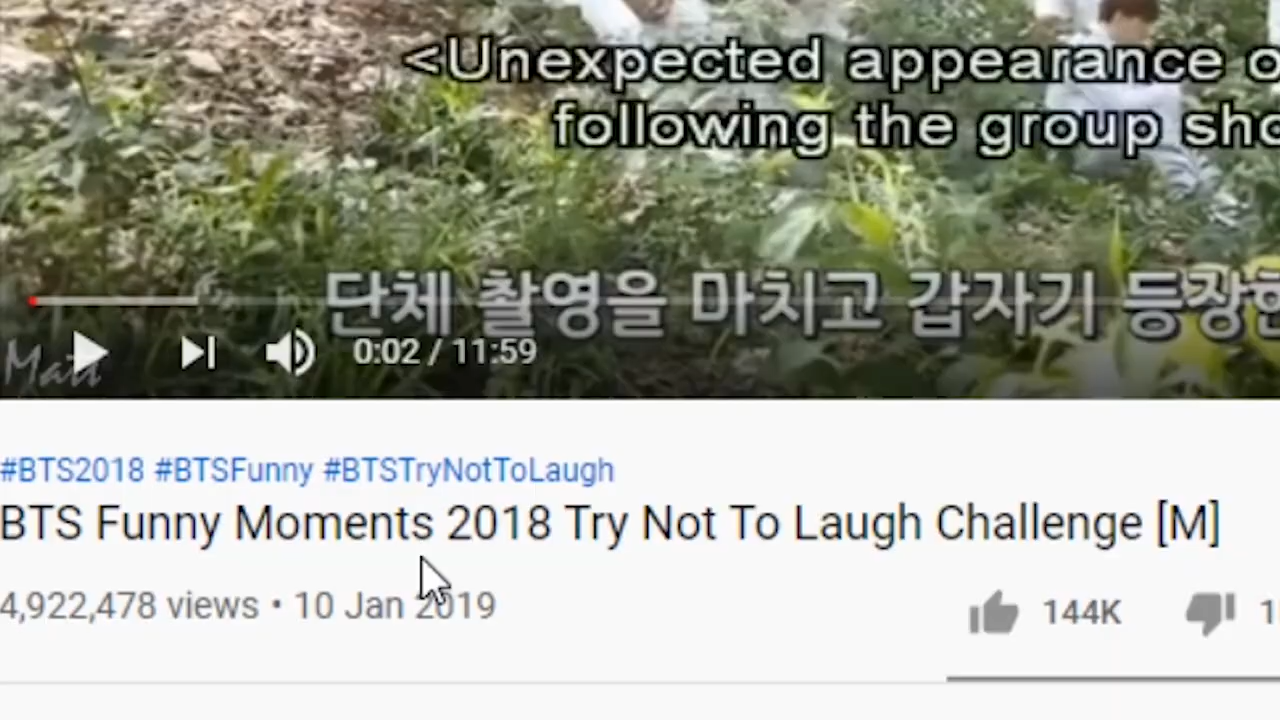 <Unexpected appearance o
following the group sho
단체 촬영을 마치고 갑자기 등장한
Matt
0:02 / 11:59
#BTS2018 #BTSFunny #BTSTryNotToLaugh
BTS Funny Moments 2018 Try Not To Laugh Challenge [M]
4,922,478 views • 10 Jan 2019
144K
1